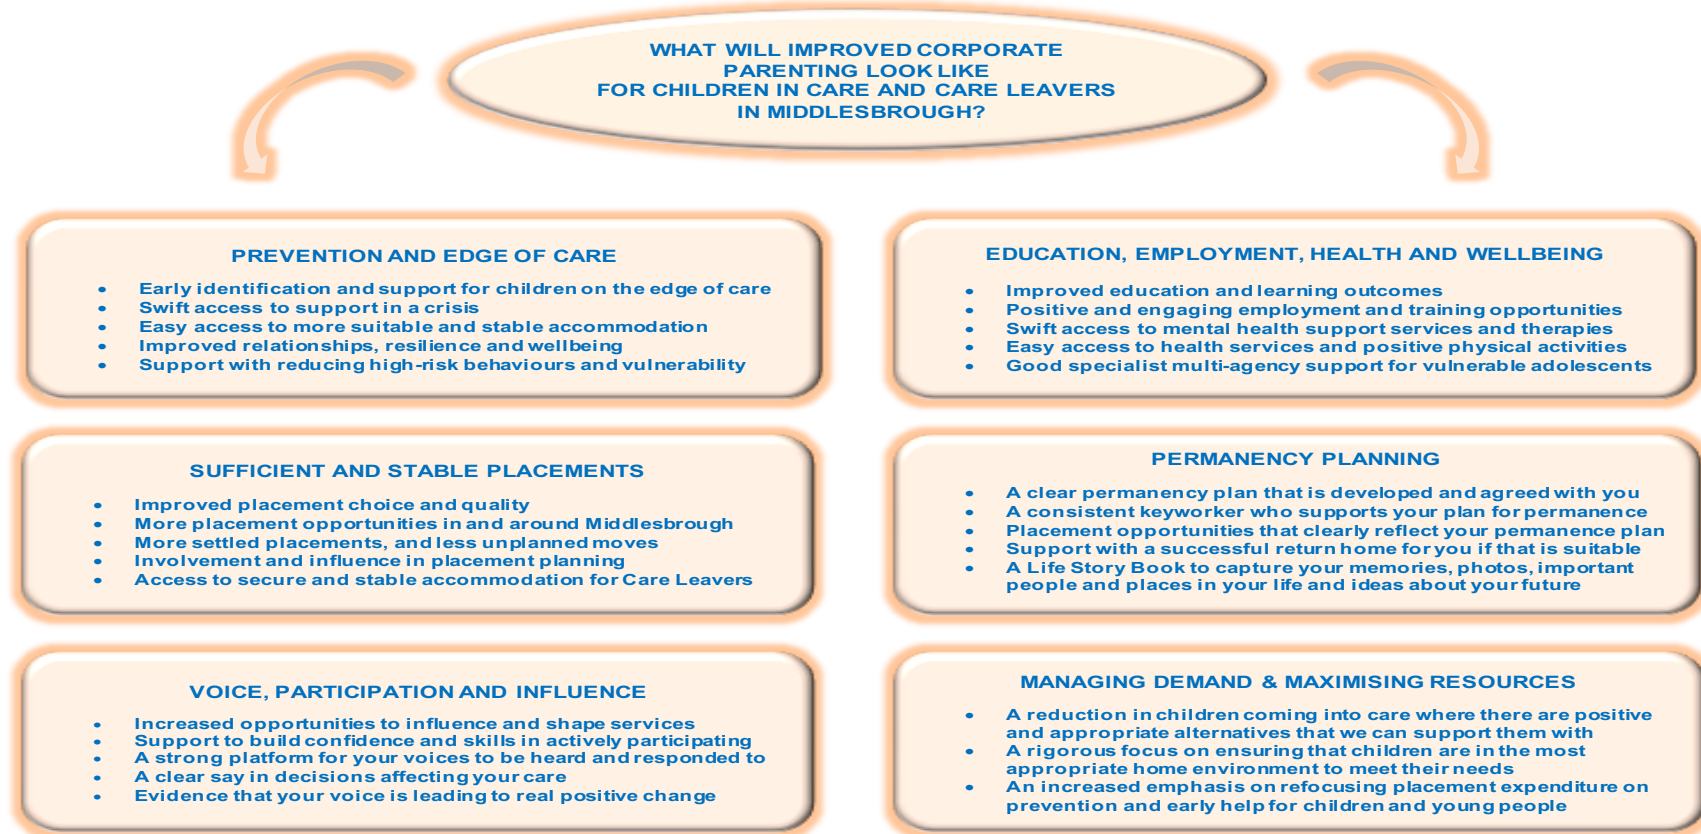 WHAT WILL IMPROVED CORPORATE
PARENTING LOOK LIKE
FOR CHILDREN IN CARE AND CARE LEAVERS
IN MIDDLESBROUGH?
PREVENTION AND EDGE OF CARE
• Early identification and support for children on the edge of care
• Swift access to support in a crisis
• Easy access to more suitable and stable accommodation
• Improved relationships, resilience and wellbeing
• Support with reducing high-risk behaviours and vulnerability
EDUCATION, EMPLOYMENT, HEALTH AND WELLBEING
• Improved education and learning outcomes
• Positive and engaging employment and training opportunities
• Swift access to mental health support services and therapies
• Easy access to health services and positive physical activities
• Good specialist multi-agency support for vulnerable adolescents
SUFFICIENT AND STABLE PLACEMENTS
• Improved placement choice and quality
• More placement opportunities in and around Middlesbrough
• More settled placements, and less unplanned moves
• Involvement and influence in placement planning
• Access to secure and stable accommodation for Care Leavers
PERMANENCY PLANNING
• A clear permanency plan that is developed and agreed with you
• A consistent keyworker who supports your plan for permanence
• Placement opportunities that clearly reflect your permanence plan
• Support with a successful return home for you if that is suitable
• A Life Story Book to capture your memories, photos, important
people and places in your life and ideas about your future
VOICE, PARTICIPATION AND INFLUENCE
• Increased opportunities to influence and shape services
• Support to build confidence and skills in actively participating
• A strong platform for your voices to be heard and responded to
• A clear say in decisions affecting your care
• Evidence that your voice is leading to real positive change
MANAGING DEMAND & MAXIMISING RESOURCES
• A reduction in children coming into care where there are positive
and appropriate alternatives that we can support them with
• A rigorous focus on ensuring that children are in the most
appropriate home environment to meet their needs
• An increased emphasis on refocusing placement expenditure on
prevention and early help for children and young people